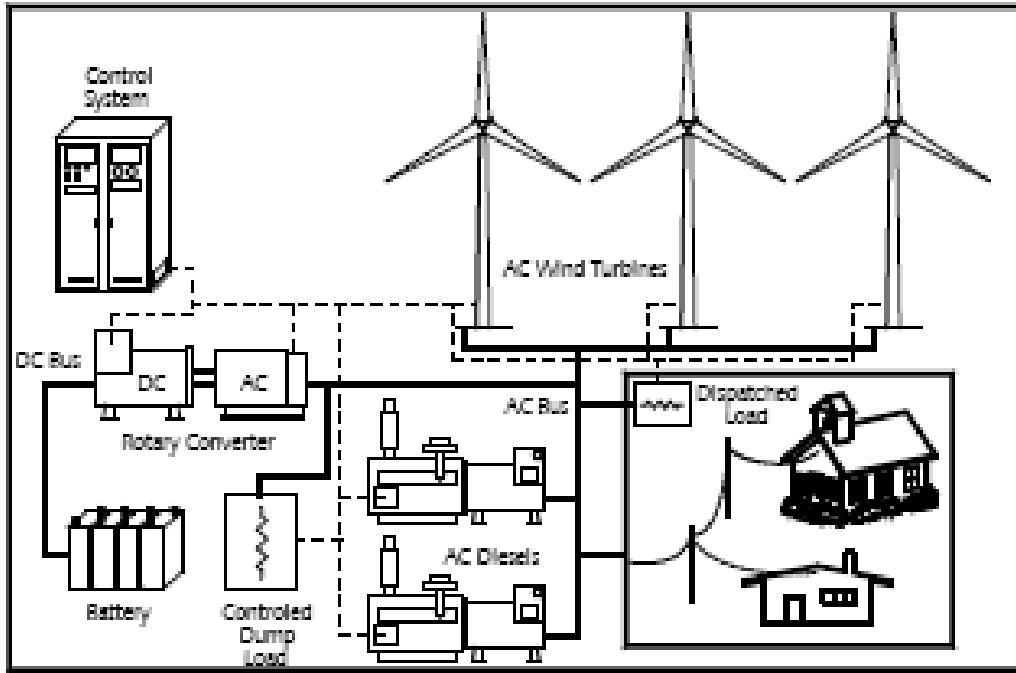 Control
System
AC Wind Turbines
DC Bus
DC
AC
Rotary Converter
AC Bus
Dispatched
Load
AC Diesels
Battery
Controled
Dump
Load